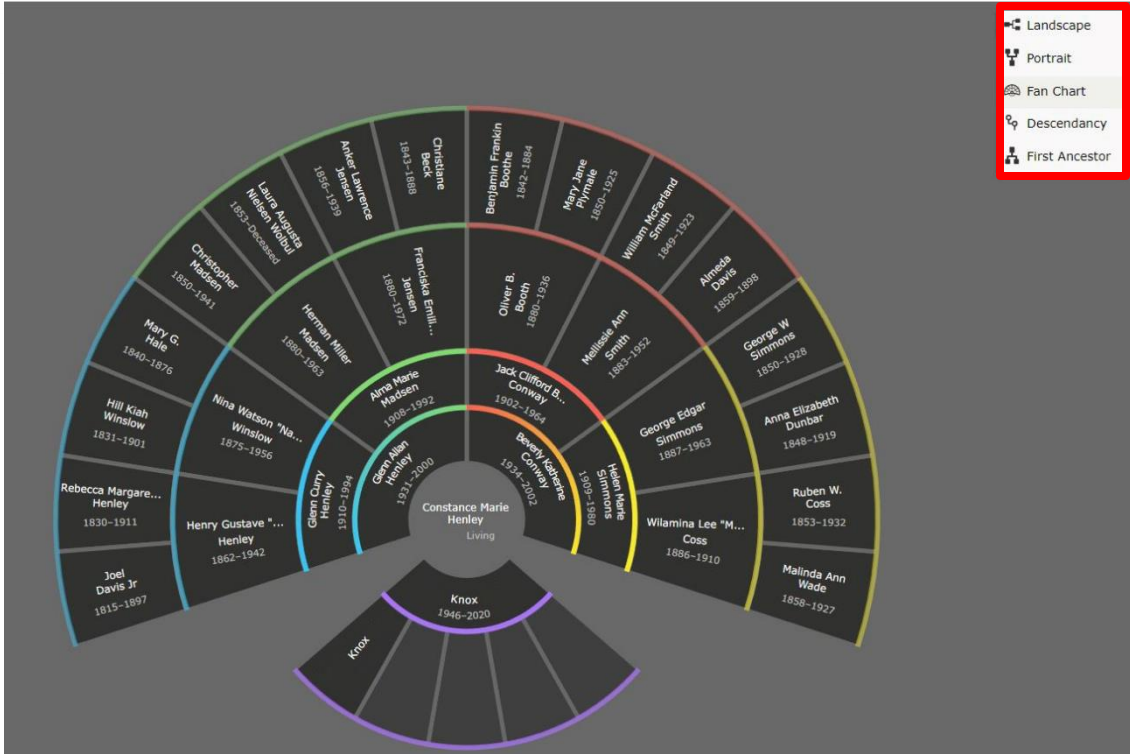 Landscape
Portrait
Fan Chart
Descendancy
First Ancestor
Joel
Davis Jr
1815–1897
Rebecca Margare...
Henley
1830–1911
Hill Kiah
Winslow
1831–1901
Mary G.
Hale
1840–1876
Christopher
Madsen
1850–1941
Laura Augusta
Nielsen Wolbul
1853–Deceased
Anker Lawrence
Jensen
1856–1939
Christiane
Beck
1843–1888
Benjamin Frankin
Boothe
1842–1884
Mary Jane
Plymale
1850–1925
William McFarland
Smith
1849–1923
Almeda
Davis
1859–1898
George W
Simmons
1850–1928
Anna Elizabeth
Dunbar
1848–1919
Ruben W.
Coss
1853–1932
Malinda Ann
Wade
1858–1927
Henry Gustave "...
Henley
1862–1942
Nina Watson "Na...
Winslow
1875–1956
Herman Miller
Madsen
1880–1963
Franciska Emili...
Jensen
1880–1972
Oliver B.
Booth
1880–1936
Mellissie Ann
Smith
1883–1952
George Edgar
Simmons
1887–1963
Wilamina Lee "M...
Coss
1886–1910
Glenn Curry
Henley
1910–1994
Alma Marie
Madsen
1908–1992
Jack Clifford B...
Conway
1902–1964
Helen Marie
Simmons
1909–1980
Glenn Allan
Henley
1931–2000
Beverly Katherine
Conway
1934–2002
Constance Marie
Henley
Living
Knox
1946–2020
Knox